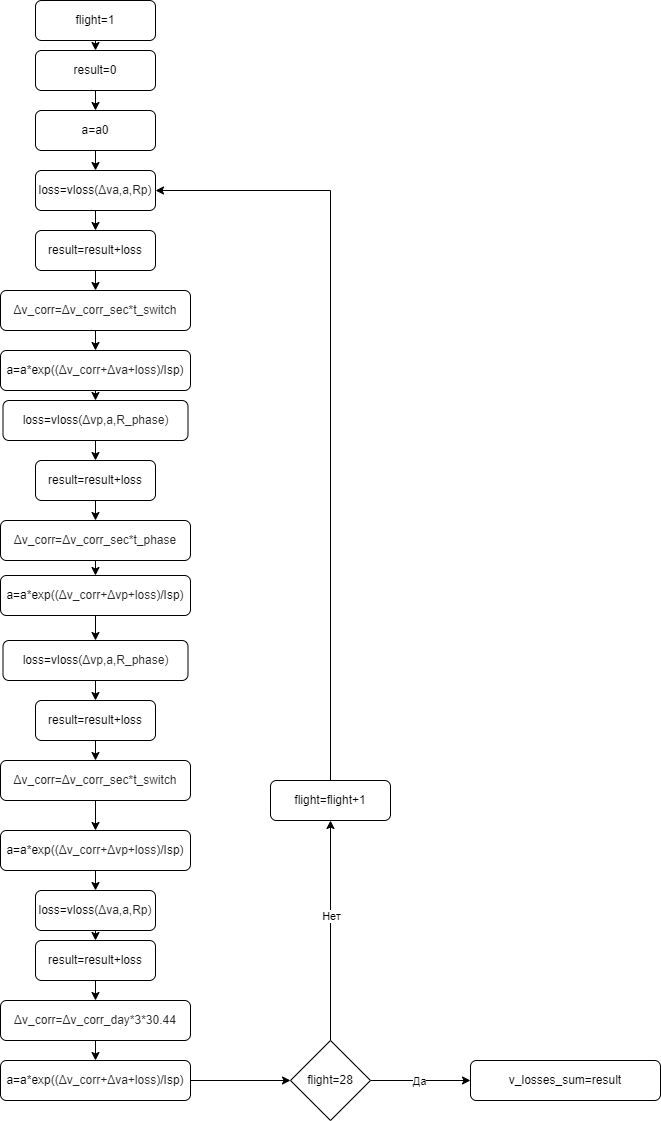 flight=1
result=0
a=a0
loss=vloss(Δva,a,Rp)
result=result+loss
Δv_corr=Δv_corr_sec*t_switch
a=a*exp((Δv_corr+Δva+loss)/Isp)
loss=vloss(Δvp,a,R_phase)
result=result+loss
Δv_corr=Δv_corr_sec*t_phase
a=a*exp((Δv_corr+Δvp+loss)/Isp)
loss=vloss(Δvp,a,R_phase)
result=result+loss
Δv_corr=Δv_corr_sec*t_switch
flight=flight+1
a=a*exp((Δv_corr+Δvp+loss)/Isp)
loss=vloss(Δva,a,Rp)
Нет
result=result+loss
Δv_corr=Δv_corr_day*3*30.44
a=a*exp((Δv_corr+Δva+loss)/Isp)
flight=28
Да
v_losses_sum=result